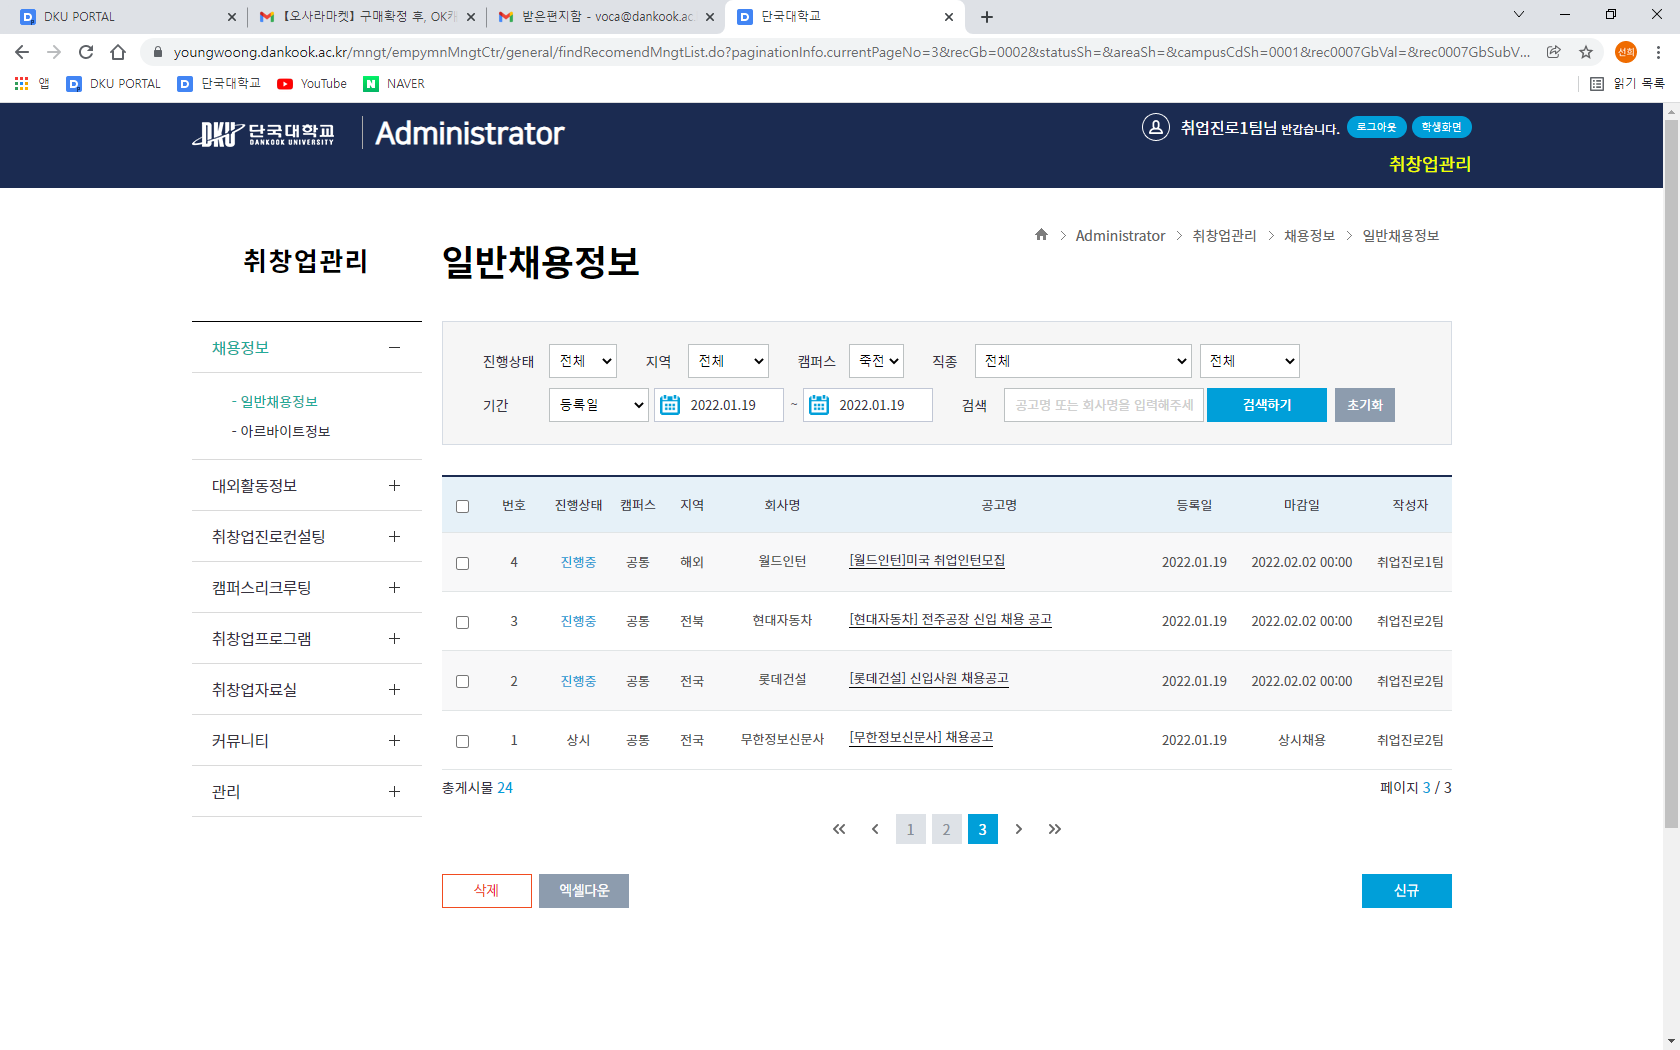 DKU PORTAL
【오사라마켓】구매확정 후, OK
받은편지함 - voca@dankook.ac.
단국대학교
youngwoong.dankook.ac.kr/mngt/empymnMngtCtr/general/findRecomendMngtList.do?paginationInfo.currentPageNo=3&recGb=0002&statusSh=&areaSh=&campusCdSh=0001&rec0007GbVal=&rec0007GbSubV...
선희
앱 DKU PORTAL 단국대학교 YouTube NAVER 읽기 목록
DKU 단국대학교 DANKOOK UNIVERSITY Administrator
취업진로1팀님 반갑습니다. 로그아웃 학생화면
취창업관리
Administrator 취창업관리 채용정보 일반채용정보
취창업관리
일반채용정보
채용정보
- 일반채용정보
- 아르바이트정보
대외활동정보
취창업진로컨설팅
캠퍼스리크루팅
취창업프로그램
취창업자료실
커뮤니티
관리
진행상태 전체 지역 전체 캠퍼스 죽전 직종 전체 전체
기간 등록일 2022.01.19 ~ 2022.01.19 검색 공고명 또는 회사명을 입력해주세 검색하기 초기화
번호 진행상태 캠퍼스 지역 회사명 공고명 등록일 마감일 작성자
4 진행중 공통 해외 월드인턴 [월드인턴]미국 취업인턴모집 2022.01.19 2022.02.02 00:00 취업진로1팀
3 진행중 공통 전북 현대자동차 [현대자동차] 전주공장 신입 채용 공고 2022.01.19 2022.02.02 00:00 취업진로2팀
2 진행중 공통 전국 롯데건설 [롯데건설] 신입사원 채용공고 2022.01.19 2022.02.02 00:00 취업진로2팀
1 상시 공통 전국 무한정보신문사 [무한정보신문사] 채용공고 2022.01.19 상시채용 취업진로2팀
총게시물 24 페이지 3 / 3
1 2 3
삭제 엑셀다운 신규